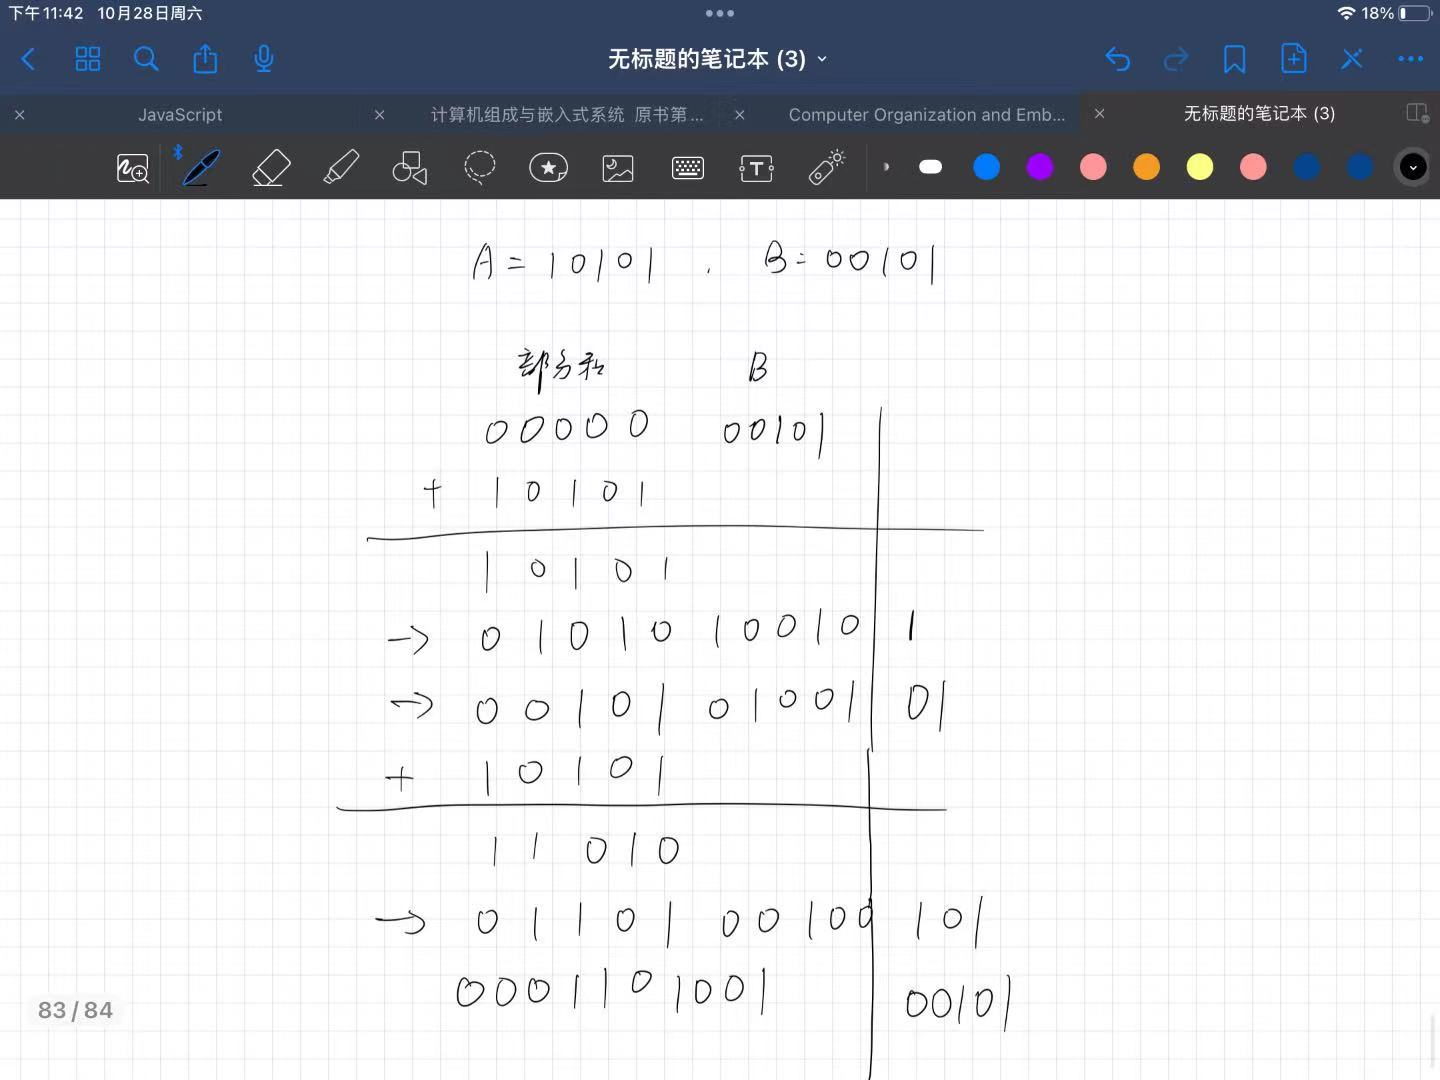 下午11:42 10月28日周六
18%
无标题的笔记本 (3)
JavaScript
计算机组成与嵌入式系统 原书第...
Computer Organization and Emb...
无标题的笔记本 (3)
T
A = 10101 . B = 00101
部分和 B
00000 00101
+ 10101
10101
→ 01010 10010 1
→ 00101 01001 01
+ 10101
11010
→ 01101 00100 101
0001101001 00101
83 / 84